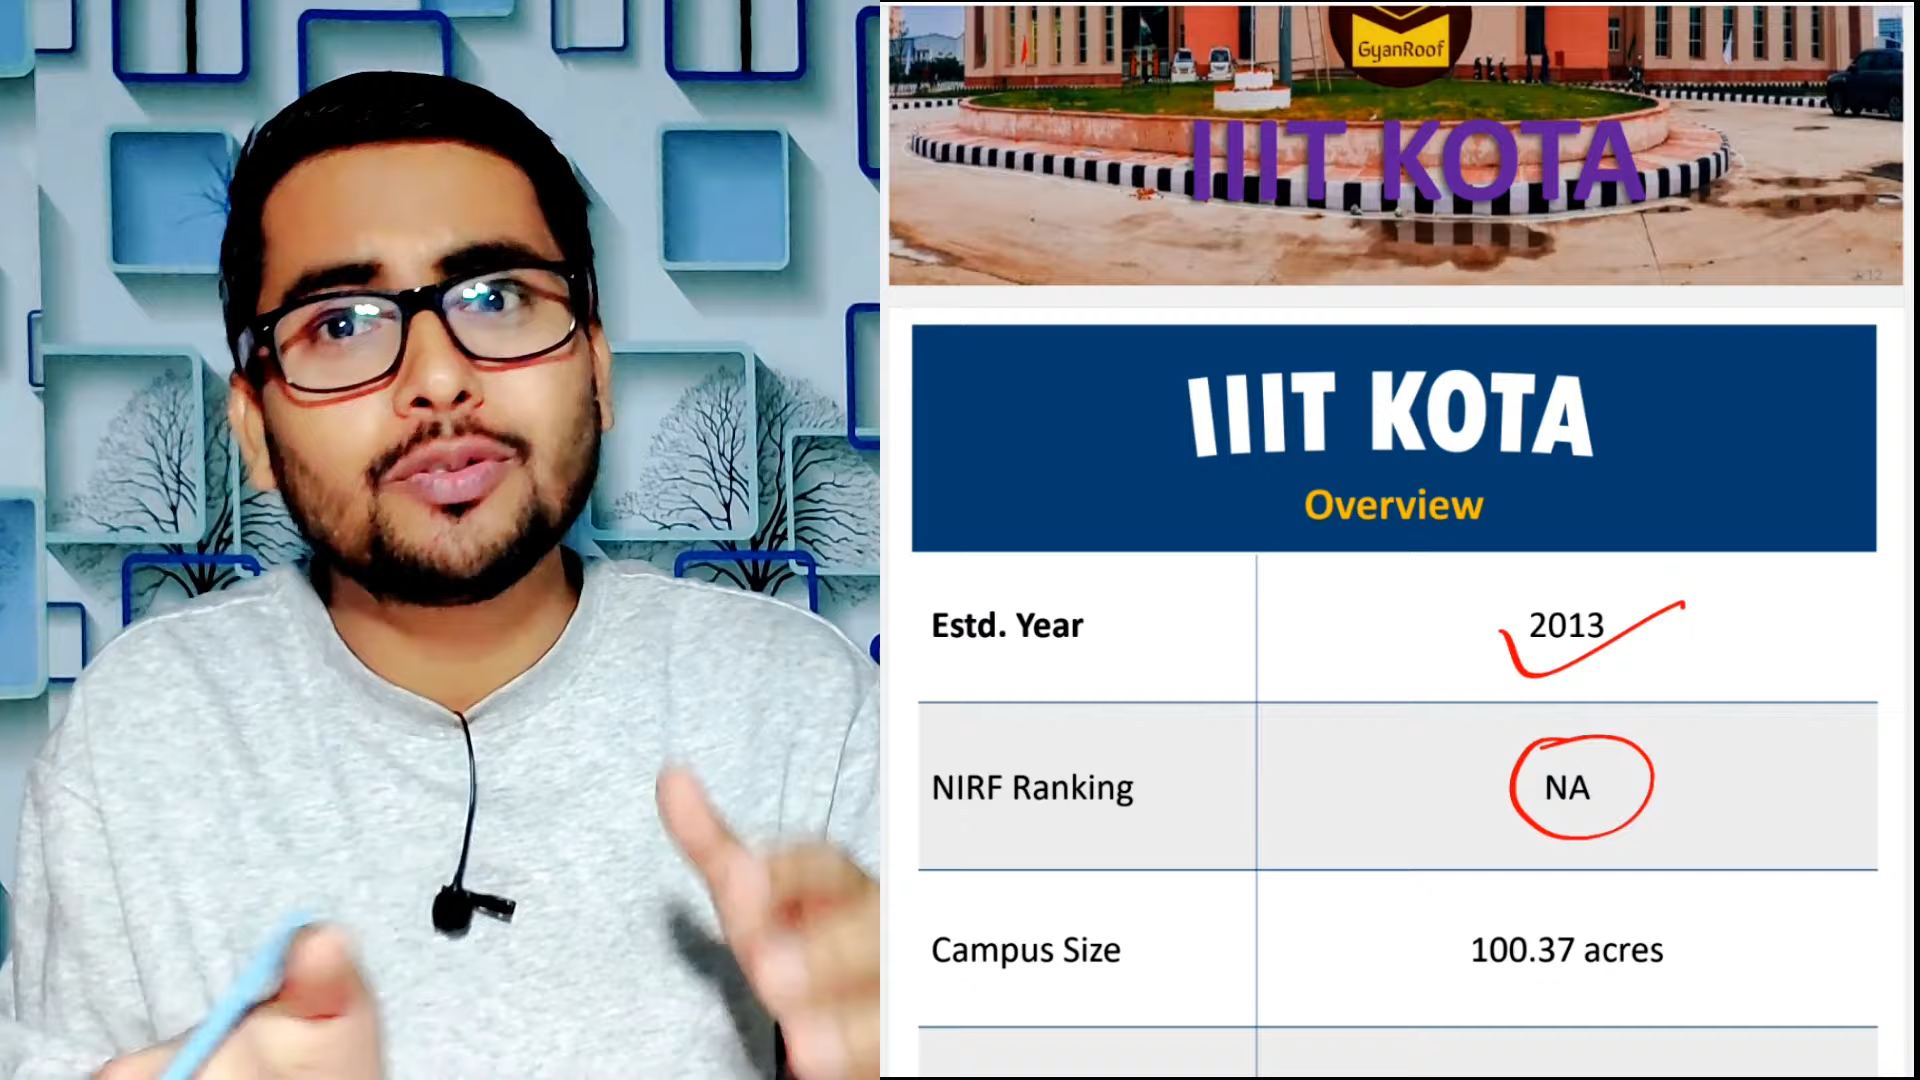 GyanRoof
IIIT KOTA
IIIT KOTA
Overview
Estd. Year 2013
NIRF Ranking NA
Campus Size 100.37 acres